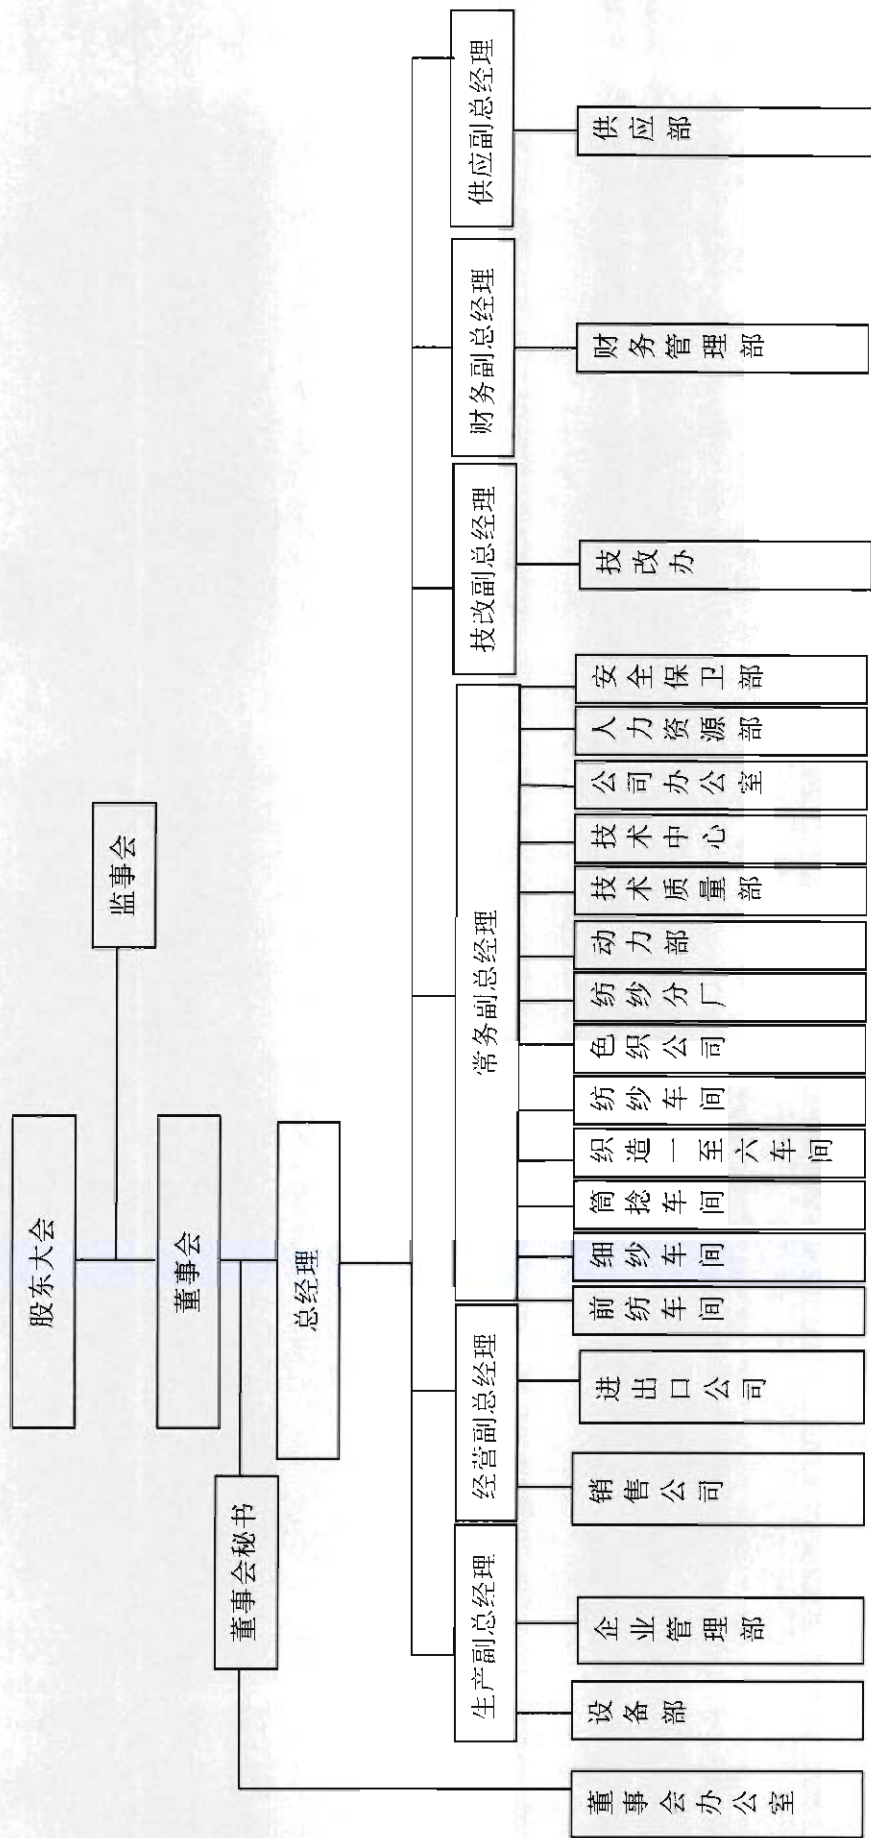 股东大会
监事会
董事会
董事会秘书
总经理
生产副总经理
经营副总经理
常务副总经理
技改副总经理
财务副总经理
供应副总经理
董事会办公室
设备部
企业管理部
销售公司
进出口公司
前纺车间
细纱车间
筒捻车间
织造一至六车间
纺纱车间
色织公司
纺纱分厂
动力部
技术质量部
技术中心
公司办公室
人力资源部
安全保卫部
技改办
财务管理部
供应部